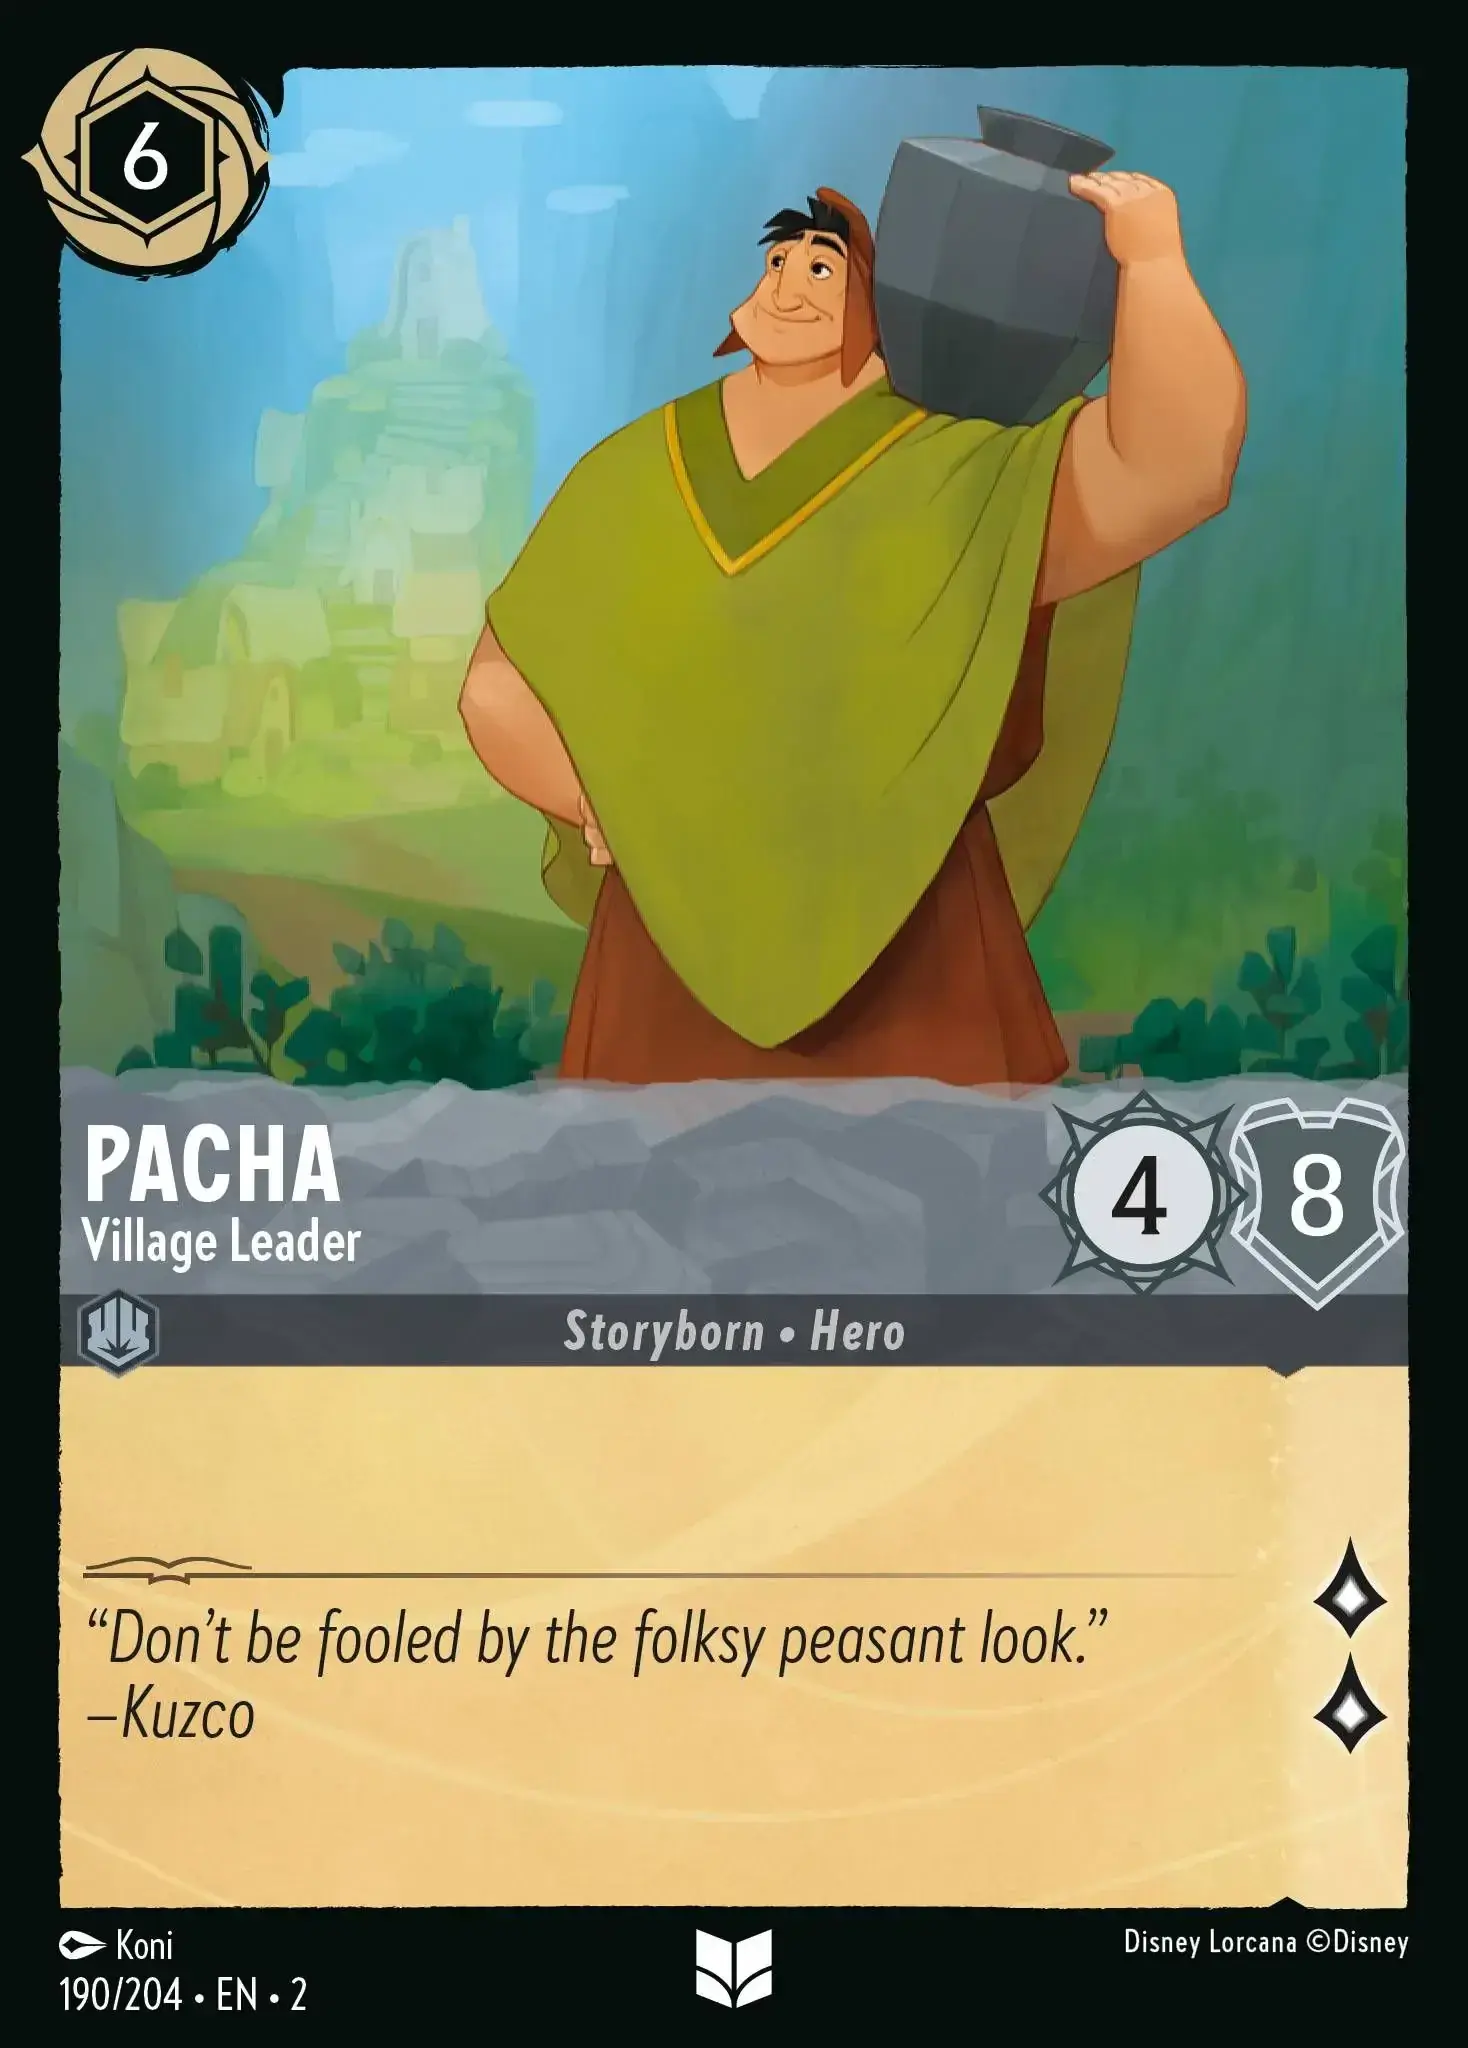 6
PACHA
Village Leader
4
8
Storyborn • Hero
“Don’t be fooled by the folksy peasant look.”
–Kuzco
Koni
190/204 • EN • 2
Disney Lorcana ©Disney